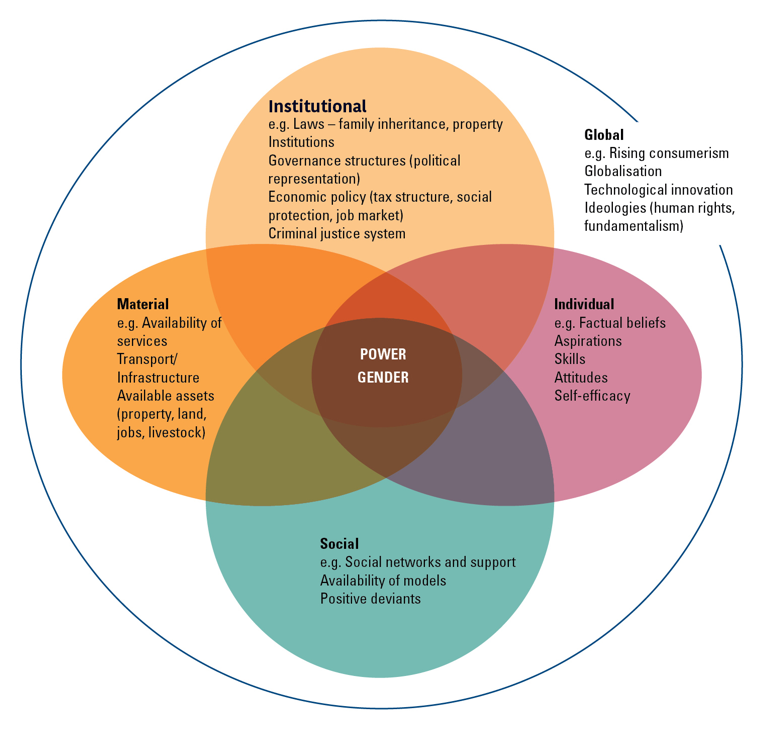 Institutional
e.g. Laws – family inheritance, property
Institutions
Governance structures (political
representation)
Economic policy (tax structure, social
protection, job market)
Criminal justice system
Global
e.g. Rising consumerism
Globalisation
Technological innovation
Ideologies (human rights,
fundamentalism)
Material
e.g. Availability of
services
Transport/
Infrastructure
Available assets
(property, land,
jobs, livestock)
POWER
GENDER
Individual
e.g. Factual beliefs
Aspirations
Skills
Attitudes
Self-efficacy
Social
e.g. Social networks and support
Availability of models
Positive deviants